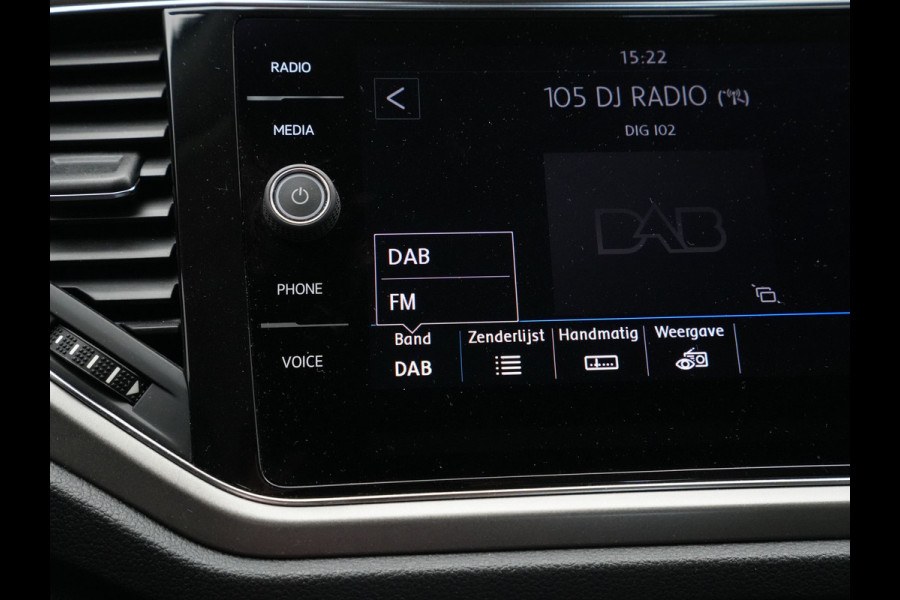 RADIO
MEDIA
PHONE
VOICE
15:22
105 DJ RADIO
DIG 102
DAB
DAB
FM
Band
DAB
Zenderlijst
Handmatig
Weergave